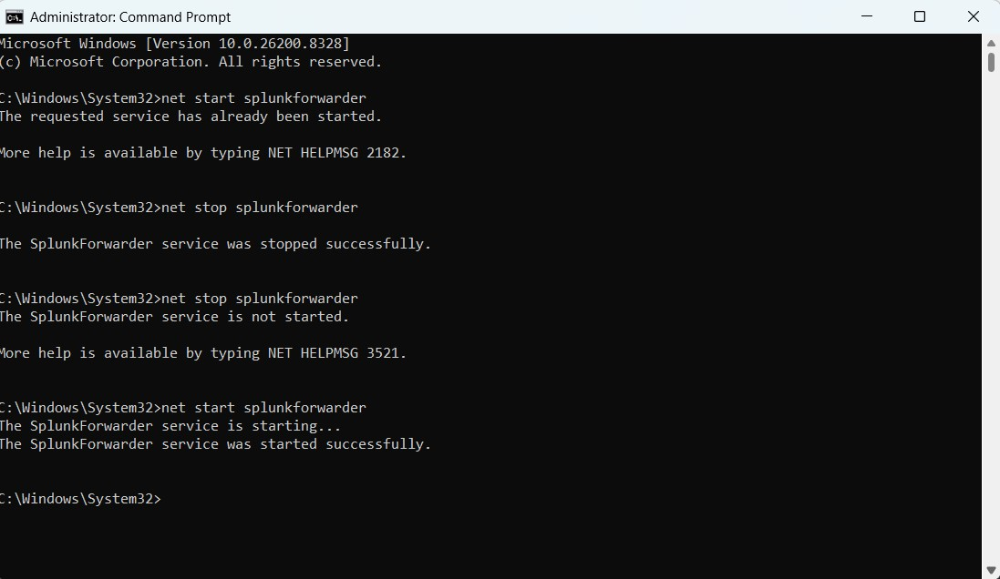 Administrator: Command Prompt
Microsoft Windows [Version 10.0.26200.8328]
(c) Microsoft Corporation. All rights reserved.
C:\Windows\System32>net start splunkforwarder
The requested service has already been started.
More help is available by typing NET HELPMSG 2182.
C:\Windows\System32>net stop splunkforwarder
The SplunkForwarder service was stopped successfully.
C:\Windows\System32>net stop splunkforwarder
The SplunkForwarder service is not started.
More help is available by typing NET HELPMSG 3521.
C:\Windows\System32>net start splunkforwarder
The SplunkForwarder service is starting...
The SplunkForwarder service was started successfully.
C:\Windows\System32>